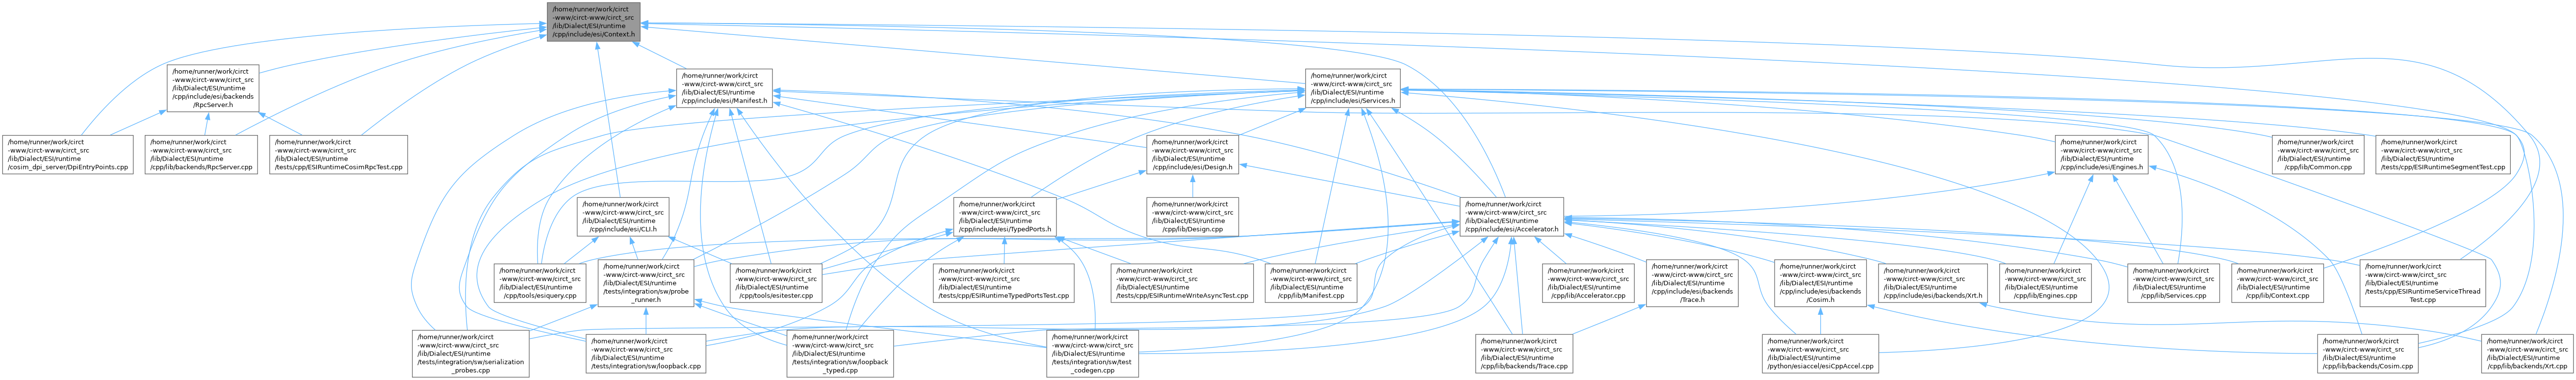 /home/runner/work/circt
-www/circt-www/circt_src
/lib/Dialect/ESI/runtime
/cpp/include/esi/Context.h
/home/runner/work/circt
-www/circt-www/circt_src
/lib/Dialect/ESI/runtime
/cpp/include/esi/backends
/RpcServer.h
/home/runner/work/circt
-www/circt-www/circt_src
/lib/Dialect/ESI/runtime
/cpp/include/esi/Manifest.h
/home/runner/work/circt
-www/circt-www/circt_src
/lib/Dialect/ESI/runtime
/cpp/include/esi/Services.h
/home/runner/work/circt
-www/circt-www/circt_src
/lib/Dialect/ESI/runtime
/cosim_dpi_server/DpiEntryPoints.cpp
/home/runner/work/circt
-www/circt-www/circt_src
/lib/Dialect/ESI/runtime
/cpp/lib/backends/RpcServer.cpp
/home/runner/work/circt
-www/circt-www/circt_src
/lib/Dialect/ESI/runtime
/tests/cpp/ESIRuntimeCosimRpcTest.cpp
/home/runner/work/circt
-www/circt-www/circt_src
/lib/Dialect/ESI/runtime
/cpp/include/esi/Design.h
/home/runner/work/circt
-www/circt-www/circt_src
/lib/Dialect/ESI/runtime
/cpp/include/esi/Engines.h
/home/runner/work/circt
-www/circt-www/circt_src
/lib/Dialect/ESI/runtime
/cpp/lib/Common.cpp
/home/runner/work/circt
-www/circt-www/circt_src
/lib/Dialect/ESI/runtime
/tests/cpp/ESIRuntimeSegmentTest.cpp
/home/runner/work/circt
-www/circt-www/circt_src
/lib/Dialect/ESI/runtime
/cpp/include/esi/CLI.h
/home/runner/work/circt
-www/circt-www/circt_src
/lib/Dialect/ESI/runtime
/cpp/include/esi/TypedPorts.h
/home/runner/work/circt
-www/circt-www/circt_src
/lib/Dialect/ESI/runtime
/cpp/lib/Design.cpp
/home/runner/work/circt
-www/circt-www/circt_src
/lib/Dialect/ESI/runtime
/cpp/include/esi/Accelerator.h
/home/runner/work/circt
-www/circt-www/circt_src
/lib/Dialect/ESI/runtime
/cpp/tools/esiquery.cpp
/home/runner/work/circt
-www/circt-www/circt_src
/lib/Dialect/ESI/runtime
/tests/integration/sw/probe
_runner.h
/home/runner/work/circt
-www/circt-www/circt_src
/lib/Dialect/ESI/runtime
/cpp/tools/esitester.cpp
/home/runner/work/circt
-www/circt-www/circt_src
/lib/Dialect/ESI/runtime
/tests/cpp/ESIRuntimeTypedPortsTest.cpp
/home/runner/work/circt
-www/circt-www/circt_src
/lib/Dialect/ESI/runtime
/tests/cpp/ESIRuntimeWriteAsyncTest.cpp
/home/runner/work/circt
-www/circt-www/circt_src
/lib/Dialect/ESI/runtime
/cpp/lib/Manifest.cpp
/home/runner/work/circt
-www/circt-www/circt_src
/lib/Dialect/ESI/runtime
/cpp/lib/Accelerator.cpp
/home/runner/work/circt
-www/circt-www/circt_src
/lib/Dialect/ESI/runtime
/cpp/include/esi/backends
/Trace.h
/home/runner/work/circt
-www/circt-www/circt_src
/lib/Dialect/ESI/runtime
/cpp/include/esi/backends
/Cosim.h
/home/runner/work/circt
-www/circt-www/circt_src
/lib/Dialect/ESI/runtime
/cpp/include/esi/backends/Xrt.h
/home/runner/work/circt
-www/circt-www/circt_src
/lib/Dialect/ESI/runtime
/cpp/lib/Engines.cpp
/home/runner/work/circt
-www/circt-www/circt_src
/lib/Dialect/ESI/runtime
/cpp/lib/Services.cpp
/home/runner/work/circt
-www/circt-www/circt_src
/lib/Dialect/ESI/runtime
/cpp/lib/Context.cpp
/home/runner/work/circt
-www/circt-www/circt_src
/lib/Dialect/ESI/runtime
/tests/cpp/ESIRuntimeServiceThread
Test.cpp
/home/runner/work/circt
-www/circt-www/circt_src
/lib/Dialect/ESI/runtime
/tests/integration/sw/serialization
_probes.cpp
/home/runner/work/circt
-www/circt-www/circt_src
/lib/Dialect/ESI/runtime
/tests/integration/sw/loopback.cpp
/home/runner/work/circt
-www/circt-www/circt_src
/lib/Dialect/ESI/runtime
/tests/integration/sw/loopback
_typed.cpp
/home/runner/work/circt
-www/circt-www/circt_src
/lib/Dialect/ESI/runtime
/tests/integration/sw/test
_codegen.cpp
/home/runner/work/circt
-www/circt-www/circt_src
/lib/Dialect/ESI/runtime
/cpp/lib/backends/Trace.cpp
/home/runner/work/circt
-www/circt-www/circt_src
/lib/Dialect/ESI/runtime
/python/esiaccel/esiCppAccel.cpp
/home/runner/work/circt
-www/circt-www/circt_src
/lib/Dialect/ESI/runtime
/cpp/lib/backends/Cosim.cpp
/home/runner/work/circt
-www/circt-www/circt_src
/lib/Dialect/ESI/runtime
/cpp/lib/backends/Xrt.cpp